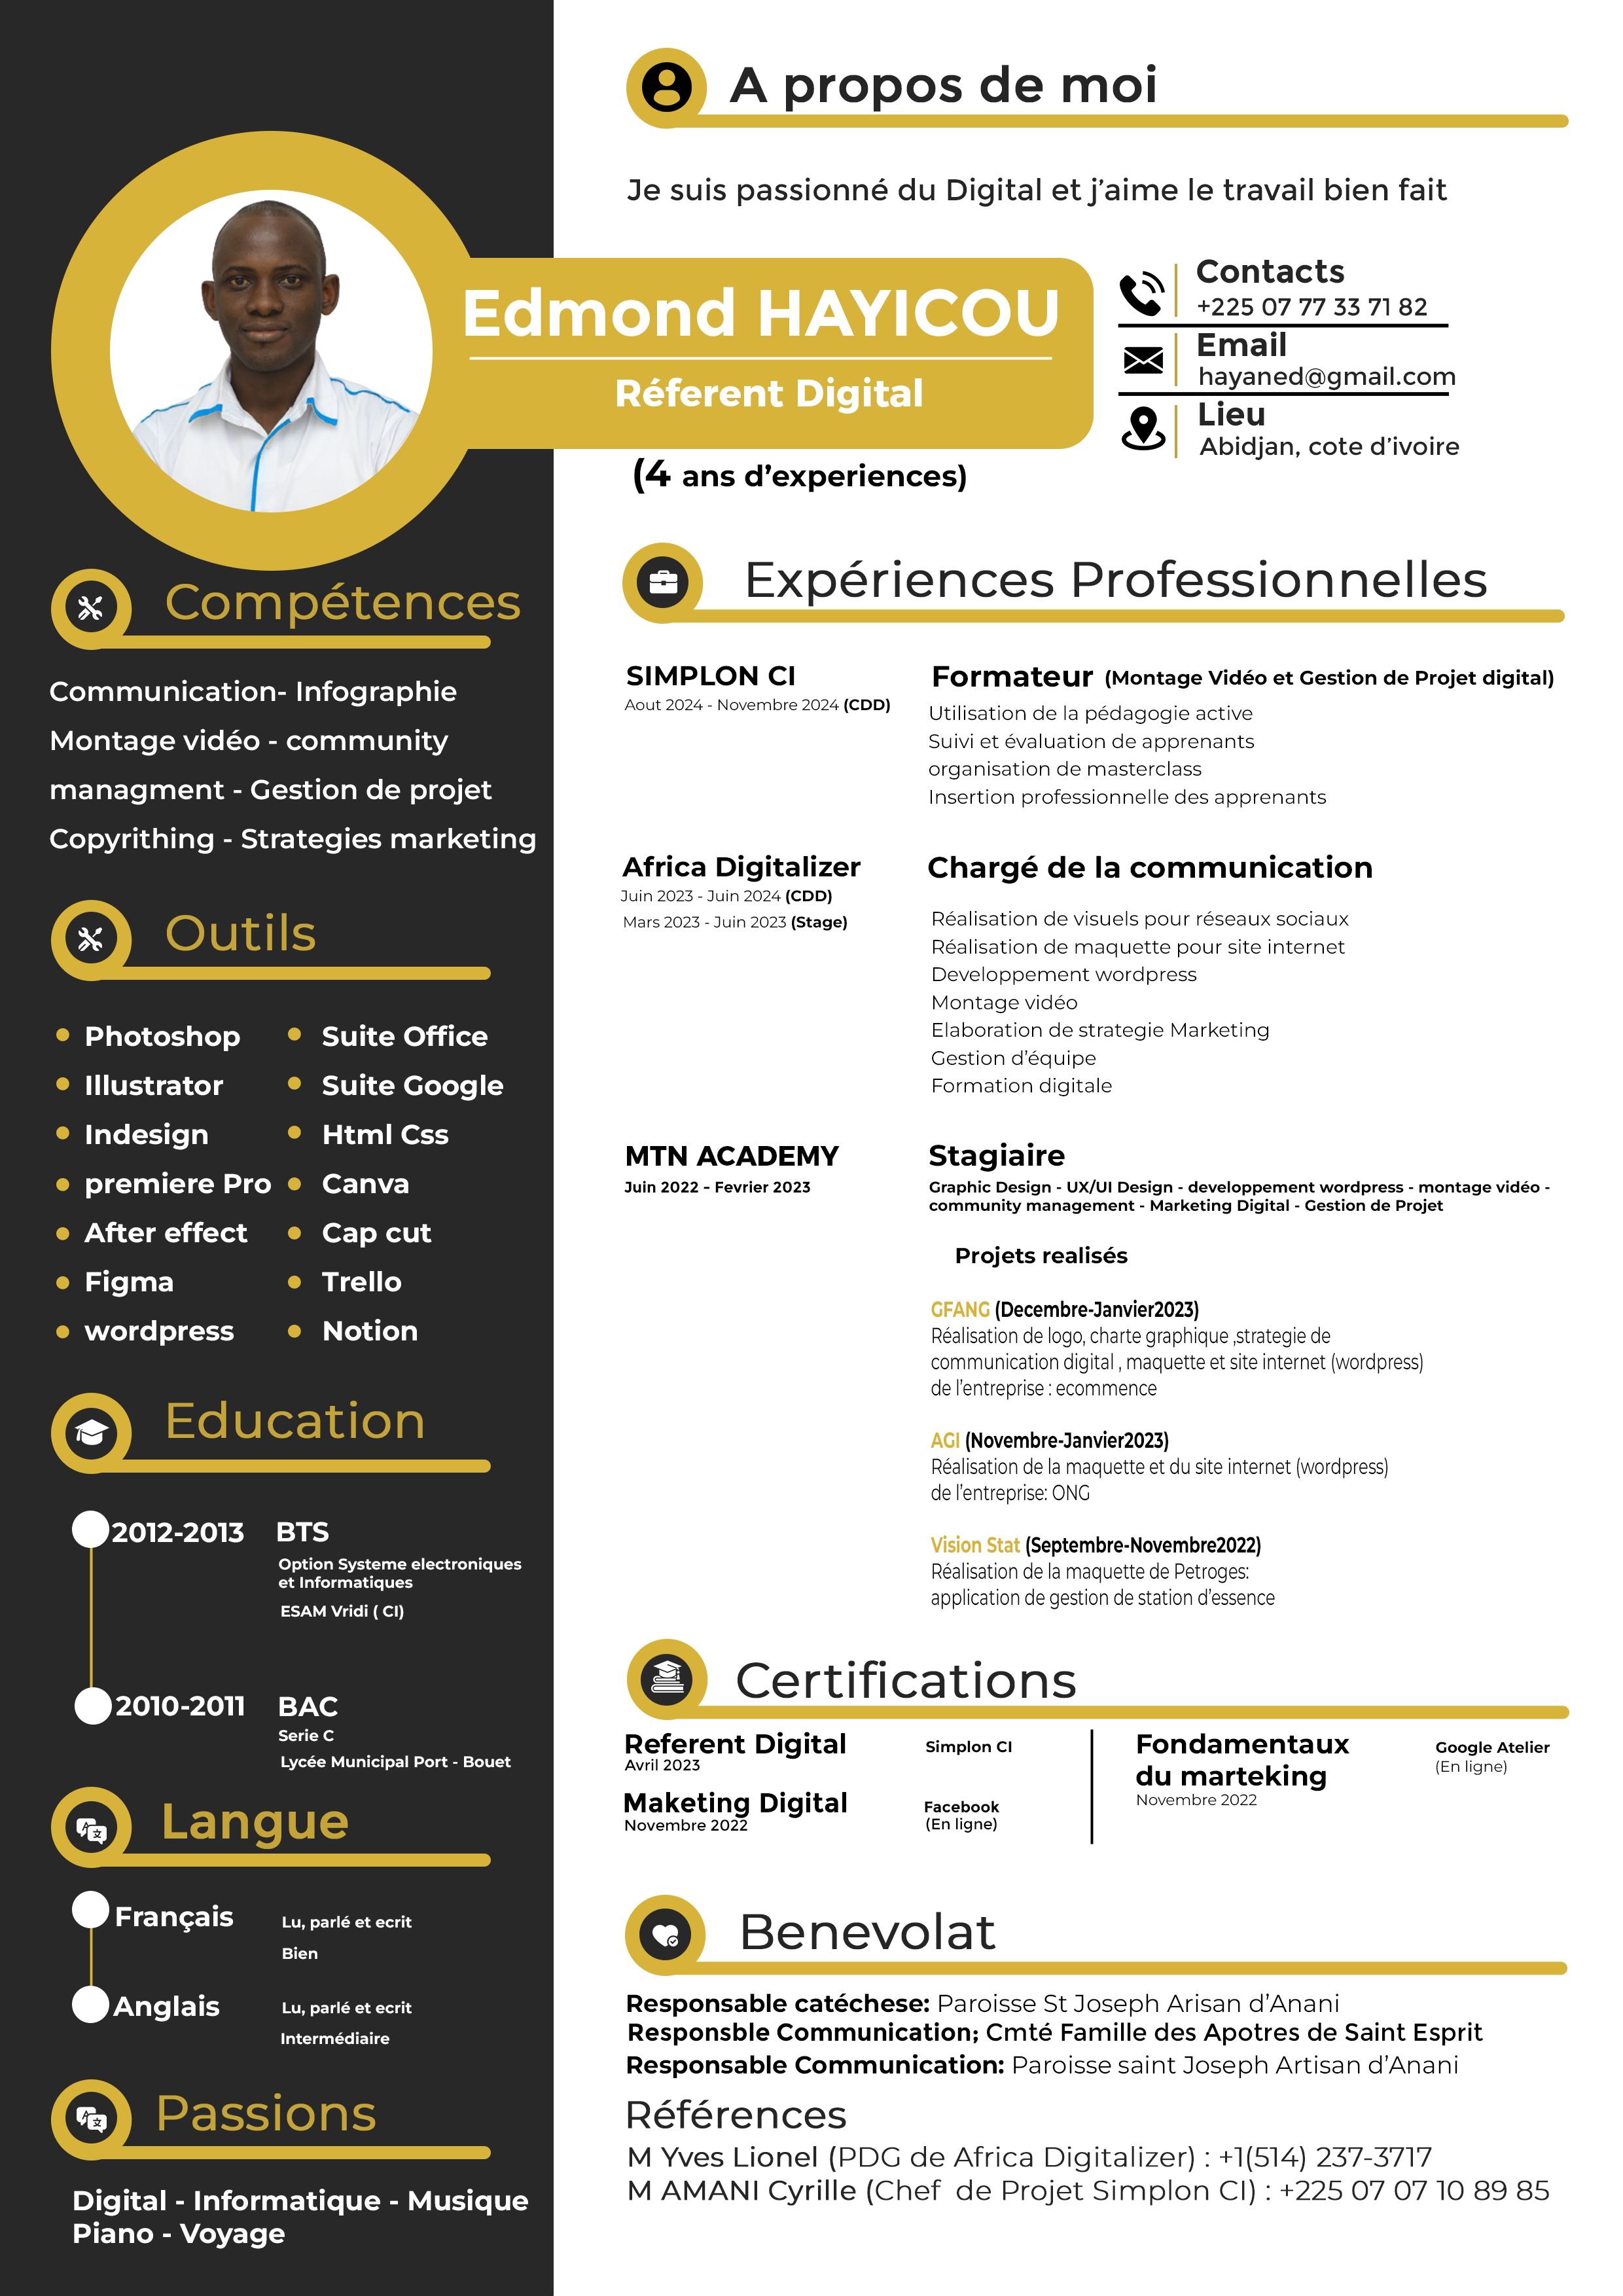 A propos de moi
Je suis passionné du Digital et j’aime le travail bien fait
Edmond HAYICOU
Réferent Digital
(4 ans d’experiences)
Contacts
+225 07 77 33 71 82
Email
hayaned@gmail.com
Lieu
Abidjan, cote d’ivoire
Compétences
Communication- Infographie
Montage vidéo - community
managment - Gestion de projet
Copyrithing - Strategies marketing
Outils
Photoshop
Illustrator
Indesign
premiere Pro
After effect
Figma
wordpress
Suite Office
Suite Google
Html Css
Canva
Cap cut
Trello
Notion
Education
2012-2013 BTS
Option Systeme electroniques
et Informatiques
ESAM Vridi ( CI)
2010-2011 BAC
Serie C
Lycée Municipal Port - Bouet
Langue
Français Lu, parlé et ecrit
Bien
Anglais Lu, parlé et ecrit
Intermédiaire
Passions
Digital - Informatique - Musique
Piano - Voyage
Expériences Professionnelles
SIMPLON CI
Aout 2024 - Novembre 2024 (CDD)
Formateur (Montage Vidéo et Gestion de Projet digital)
Utilisation de la pédagogie active
Suivi et évaluation de apprenants
organisation de masterclass
Insertion professionnelle des apprenants
Africa Digitalizer
Juin 2023 - Juin 2024 (CDD)
Mars 2023 - Juin 2023 (Stage)
Chargé de la communication
Réalisation de visuels pour réseaux sociaux
Réalisation de maquette pour site internet
Developpement wordpress
Montage vidéo
Elaboration de strategie Marketing
Gestion d’équipe
Formation digitale
MTN ACADEMY
Juin 2022 - Fevrier 2023
Stagiaire
Graphic Design - UX/UI Design - developpement wordpress - montage vidéo -
community management - Marketing Digital - Gestion de Projet
Projets realisés
GFANG (Decembre-Janvier2023)
Réalisation de logo, charte graphique ,strategie de
communication digital , maquette et site internet (wordpress)
de l’entreprise : ecommence
AGI (Novembre-Janvier2023)
Réalisation de la maquette et du site internet (wordpress)
de l’entreprise: ONG
Vision Stat (Septembre-Novembre2022)
Réalisation de la maquette de Petroges:
application de gestion de station d’essence
Certifications
Referent Digital Simplon CI
Avril 2023
Maketing Digital Facebook
Novembre 2022 (En ligne)
Fondamentaux Google Atelier
du marteking (En ligne)
Novembre 2022
Benevolat
Responsable catéchese: Paroisse St Joseph Arisan d’Anani
Responsble Communication; Cmté Famille des Apotres de Saint Esprit
Responsable Communication: Paroisse saint Joseph Artisan d’Anani
Références
M Yves Lionel (PDG de Africa Digitalizer) : +1(514) 237-3717
M AMANI Cyrille (Chef de Projet Simplon CI) : +225 07 07 10 89 85